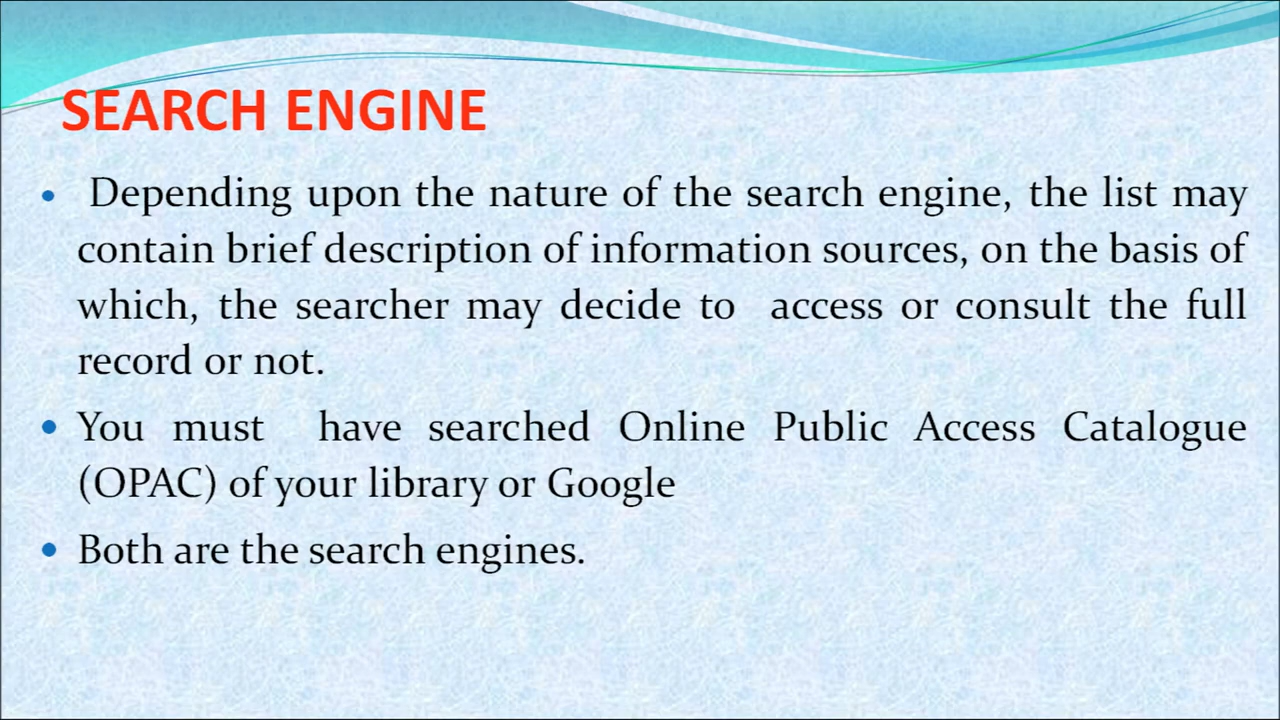 SEARCH ENGINE
• Depending upon the nature of the search engine, the list may
contain brief description of information sources, on the basis of
which, the searcher may decide to access or consult the full
record or not.
• You must have searched Online Public Access Catalogue
(OPAC) of your library or Google
• Both are the search engines.